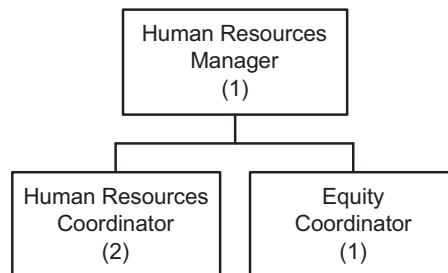 Human Resources
Manager
(1)
Human Resources
Coordinator
(2)
Equity
Coordinator
(1)